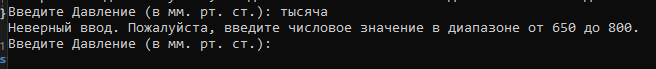 }Введите Давление (в мм. рт. ст.): тысяча
Неверный ввод. Пожалуйста, введите числовое значение в диапазоне от 650 до 800.
Введите Давление (в мм. рт. ст.):